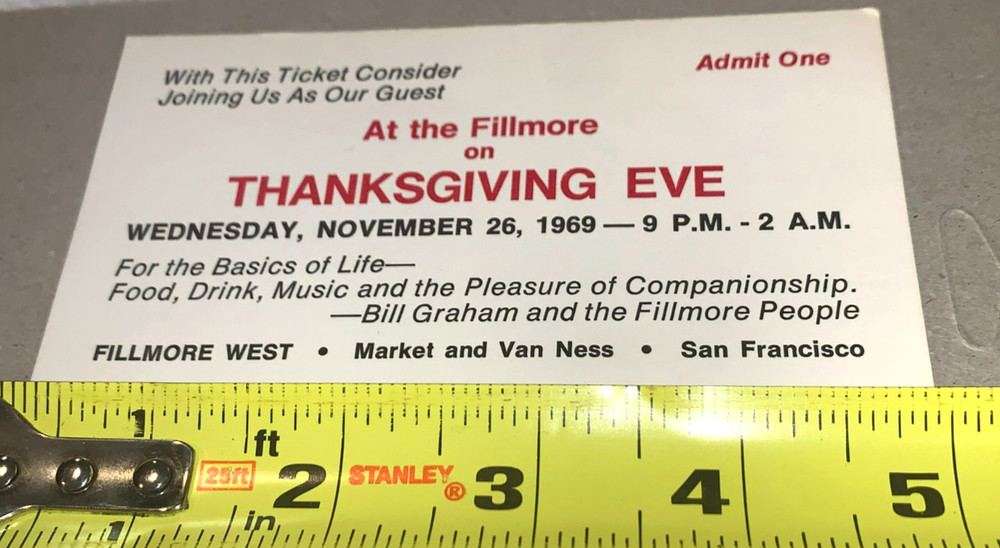 With This Ticket Consider
Joining Us As Our Guest
Admit One
At the Fillmore
on
THANKSGIVING EVE
WEDNESDAY, NOVEMBER 26, 1969 — 9 P.M. - 2 A.M.
For the Basics of Life—
Food, Drink, Music and the Pleasure of Companionship.
—Bill Graham and the Fillmore People
FILLMORE WEST • Market and Van Ness • San Francisco
1
ft
25ft 2 STANLEY® 3 4 5
in
1